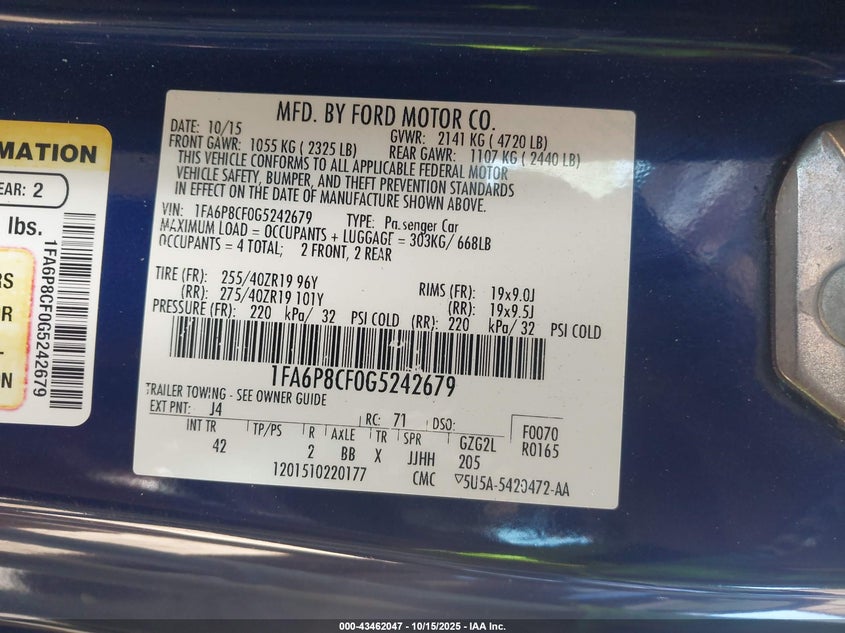 MFD. BY FORD MOTOR CO.
DATE: 10/15 GVWR: 2141 KG ( 4720 LB)
FRONT GAWR: 1055 KG ( 2325 LB) REAR GAWR: 1107 KG ( 2440 LB)
THIS VEHICLE CONFORMS TO ALL APPLICABLE FEDERAL MOTOR
VEHICLE SAFETY, BUMPER, AND THEFT PREVENTION STANDARDS
IN EFFECT ON THE DATE OF MANUFACTURE SHOWN ABOVE.
VIN: 1FA6P8CF0G5242679 TYPE: Passenger Car
MAXIMUM LOAD = OCCUPANTS + LUGGAGE = 303KG/ 668LB
OCCUPANTS = 4 TOTAL; 2 FRONT, 2 REAR
TIRE (FR): 255/40ZR19 96Y RIMS (FR): 19x9.0J
(RR): 275/40ZR19 101Y (RR): 19x9.5J
PRESSURE (FR): 220 kPa/ 32 PSI COLD (RR): 220 kPa/ 32 PSI COLD
1FA6P8CF0G5242679
TRAILER TOWING - SEE OWNER GUIDE
EXT PNT: J4 RC: 71 DSO: F0070
R0165
INT TR TP/PS R AXLE TR SPR GZG2L
42 2 BB X JJHH 205
1201510220177 CMC ▽5U5A-5420472-AA
MATION
EAR: 2
lbs.
RS
R
L-
PN
1FA6P8CF0G5242679
000-43462047 - 10/15/2025 - IAA Inc.